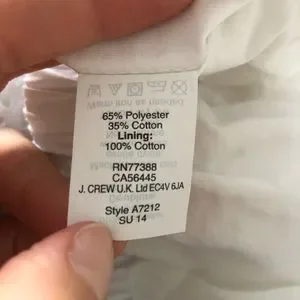 65% Polyester
35% Cotton
Lining:
100% Cotton
RN77388
CA56445
J. CREW U.K. Ltd EC4V 6JA
Style A7212
SU 14